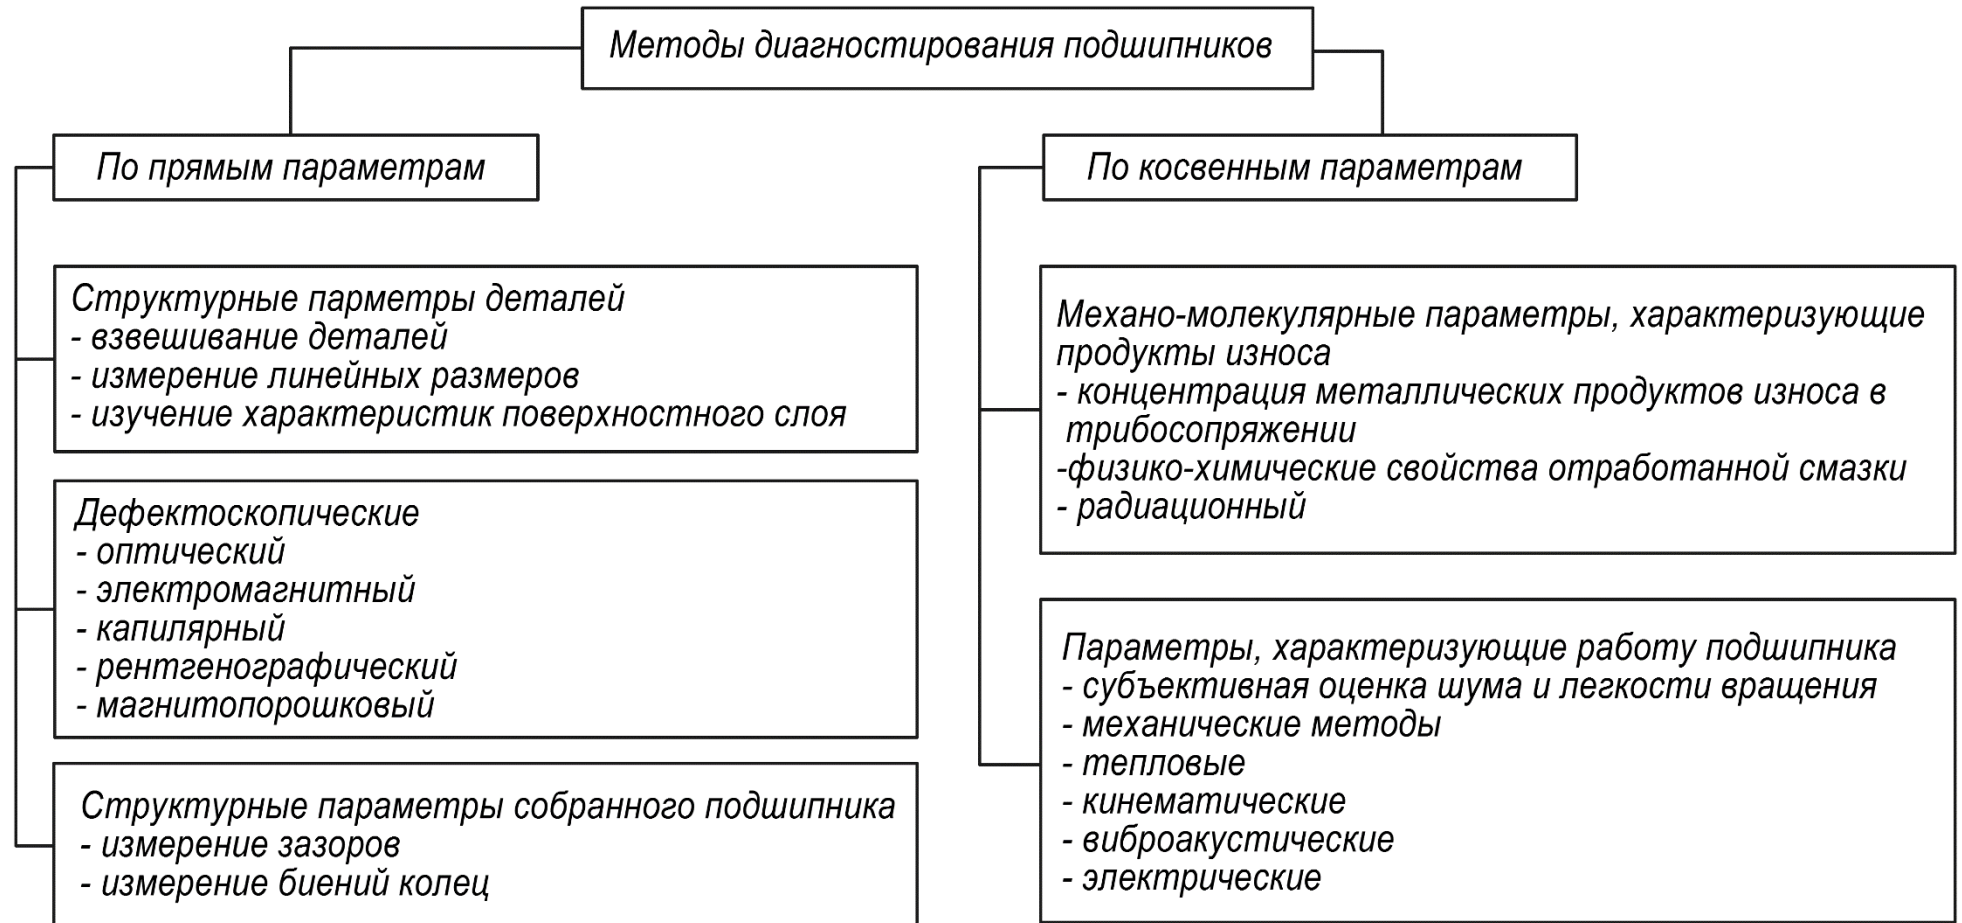 Методы диагностирования подшипников
По прямым параметрам
Структурные парметры деталей
- взвешивание деталей
- измерение линейных размеров
- изучение характеристик поверхностного слоя
Дефектоскопические
- оптический
- электромагнитный
- капилярный
- рентгенографический
- магнитопорошковый
Структурные параметры собранного подшипника
- измерение зазоров
- измерение биений колец
По косвенным параметрам
Механо-молекулярные параметры, характеризующие
продукты износа
- концентрация металлических продуктов износа в
трибосопряжении
-физико-химические свойства отработанной смазки
- радиационный
Параметры, характеризующие работу подшипника
- субъективная оценка шума и легкости вращения
- механические методы
- тепловые
- кинематические
- виброакустические
- электрические